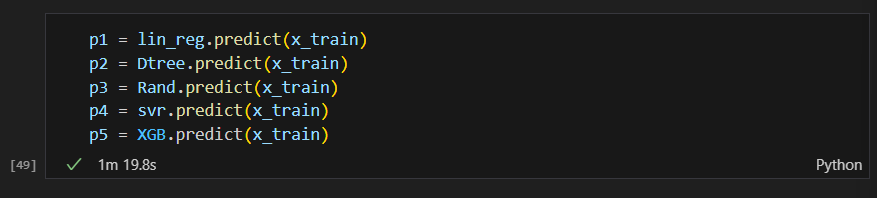 p1 = lin_reg.predict(x_train)
p2 = Dtree.predict(x_train)
p3 = Rand.predict(x_train)
p4 = svr.predict(x_train)
p5 = XGB.predict(x_train)
[49] ✓ 1m 19.8s Python